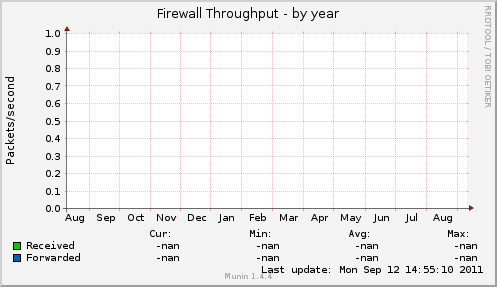 Firewall Throughput - by year
RRDTOOL / TOBI OETIKER
Packets/second
1.0
0.9
0.8
0.7
0.6
0.5
0.4
0.3
0.2
0.1
0.0
Aug Sep Oct Nov Dec Jan Feb Mar Apr May Jun Jul Aug
Cur: Min: Avg: Max:
Received -nan -nan -nan -nan
Forwarded -nan -nan -nan -nan
Last update: Mon Sep 12 14:55:10 2011
Munin 1.4.4